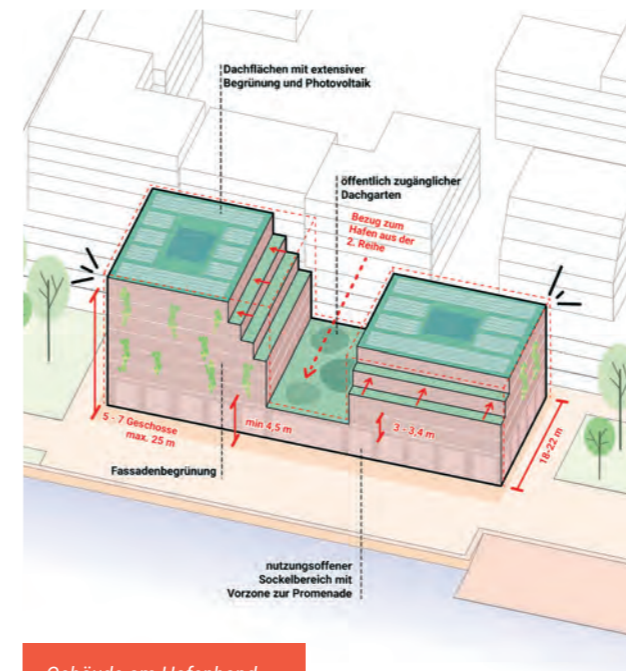 Dachflächen mit extensiver
Begrünung und Photovoltaik
öffentlich zugänglicher
Dachgarten
Bezug zum
Hafen aus der
2. Reihe
5 - 7 Geschosse
max. 25 m
min 4,5 m
3 - 3,4 m
18-22 m
Fassadenbegrünung
nutzungsoffener
Sockelbereich mit
Vorzone zur Promenade